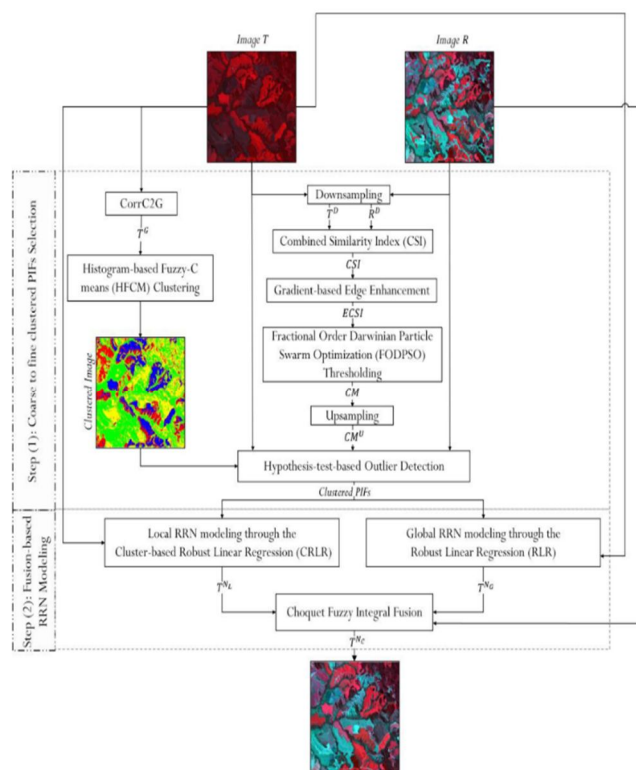 Image T
Image R
Step (1): Coarse to fine clustered PIFs Selection
CorrC2G
T^G
Histogram-based Fuzzy-C
means (HFCM) Clustering
Clustered Image
Downsampling
T^D R^D
Combined Similarity Index (CSI)
CSI
Gradient-based Edge Enhancement
ECSI
Fractional Order Darwinian Particle
Swarm Optimization (FODPSO)
Thresholding
CM
Upsampling
CM^U
Hypothesis-test-based Outlier Detection
Clustered PIFs
Step (2): Fusion-based
RRN Modeling
Local RRN modeling through the
Cluster-based Robust Linear Regression (CRLR)
Global RRN modeling through the
Robust Linear Regression (RLR)
T^{N_L}
T^{N_G}
Choquet Fuzzy Integral Fusion
T^{N_C}